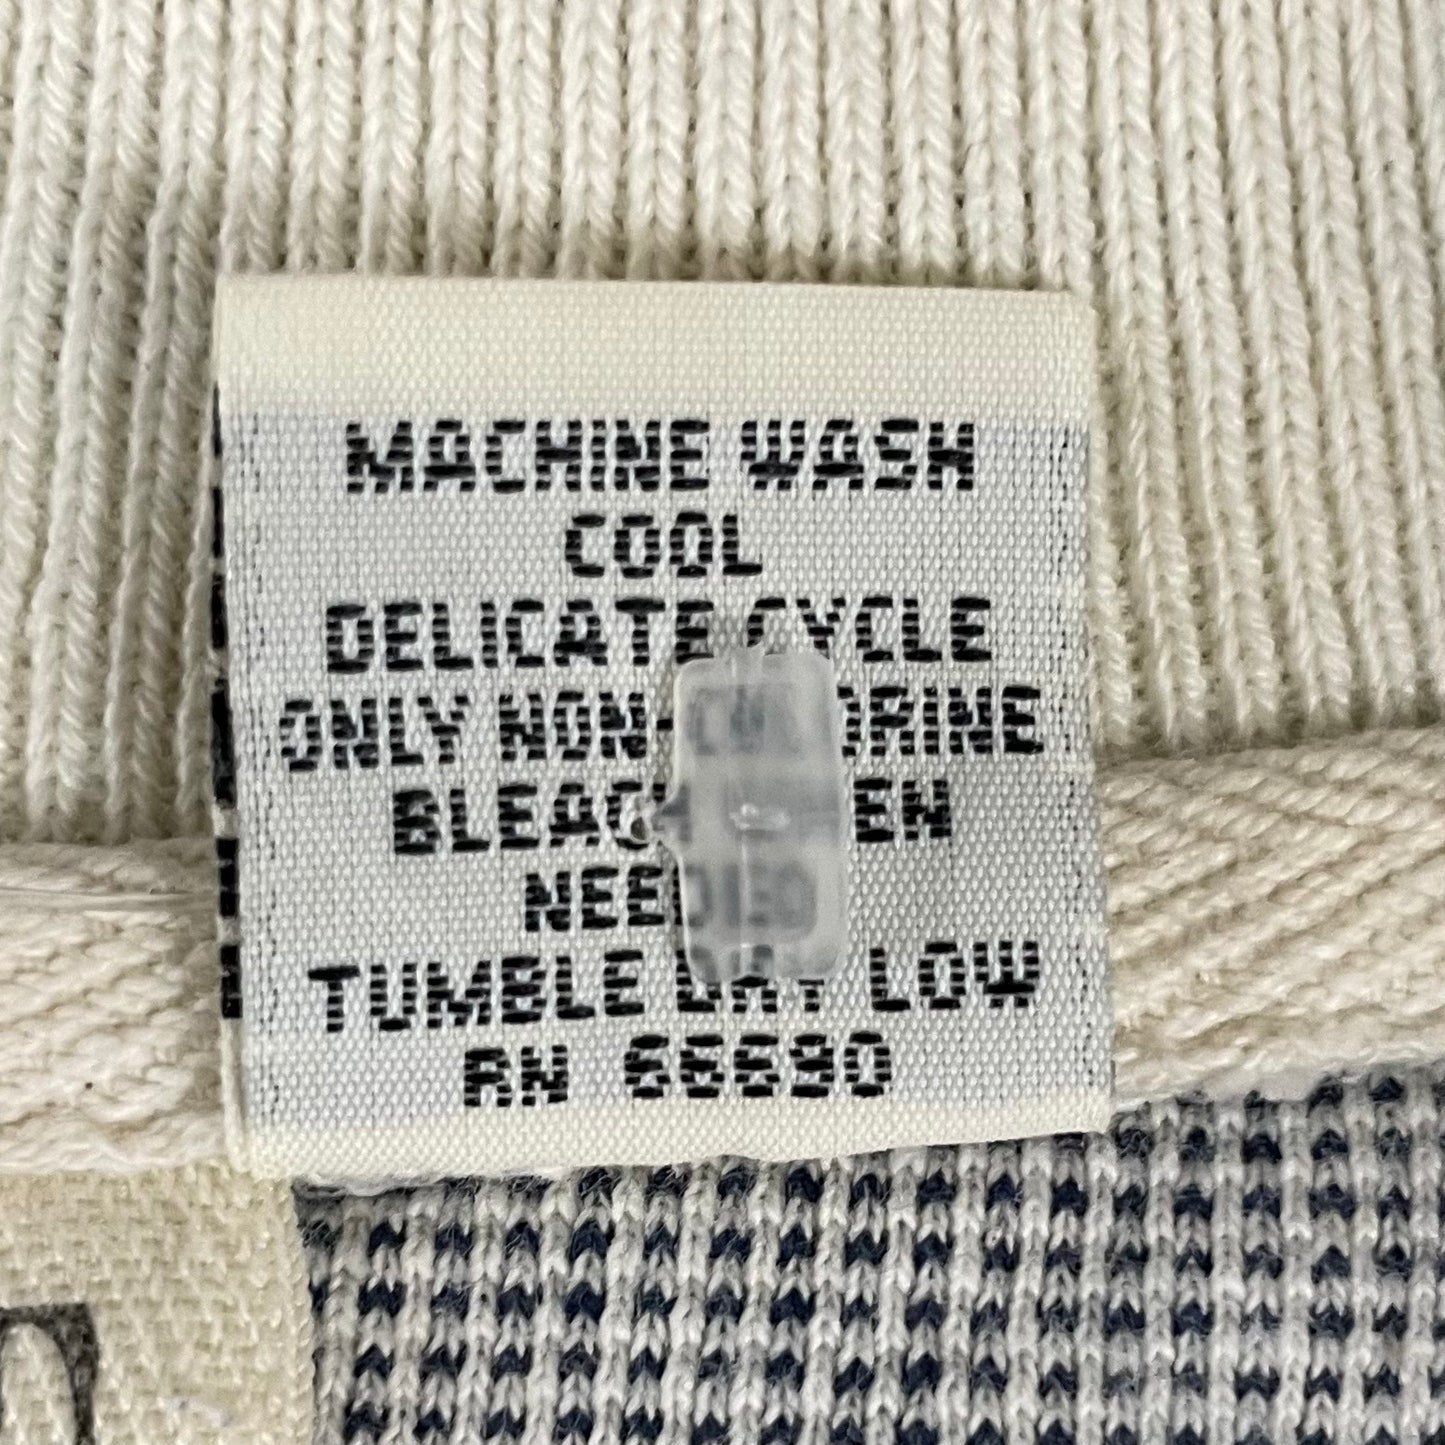 MACHINE WASH
COOL
DELICATE CYCLE
ONLY NON-CHLORINE
BLEACH WHEN
NEEDED
TUMBLE DRY LOW
RN 66690